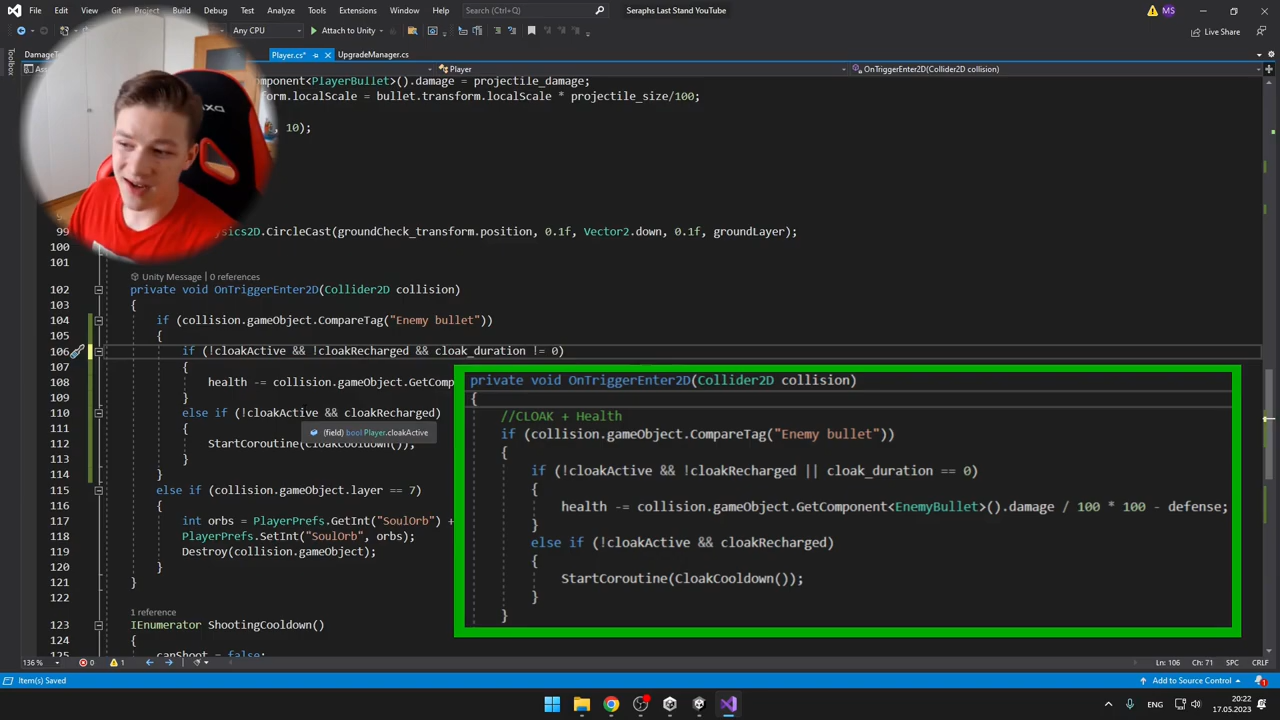 File Edit View Git Project Build Debug Test Analyze Tools Extensions Window Help Search (Ctrl+Q) Seraphs Last Stand YouTube MS
Any CPU Attach to Unity Live Share
Toolbox
Player.cs* UpgradeManager.cs
Player OnTriggerEnter2D(Collider2D collision)
<PlayerBullet>().damage = projectile_damage;
.localScale = bullet.transform.localScale * projectile_size/100;
, 10);
99 .CircleCast(groundCheck_transform.position, 0.1f, Vector2.down, 0.1f, groundLayer);
100
101
Unity Message | 0 references
102 private void OnTriggerEnter2D(Collider2D collision)
103 {
104 if (collision.gameObject.CompareTag("Enemy bullet"))
105 {
106 if (!cloakActive && !cloakRecharged && cloak_duration != 0)
107 {
108 health -= collision.gameObject.GetComp
109 }
110 else if (!cloakActive && cloakRecharged)
111 {
(field) bool Player.cloakActive
112 StartCoroutine(CloakCooldown());
113 }
114 }
115 else if (collision.gameObject.layer == 7)
116 {
117 int orbs = PlayerPrefs.GetInt("SoulOrb") +
118 PlayerPrefs.SetInt("SoulOrb", orbs);
119 Destroy(collision.gameObject);
120 }
121 }
122
1 reference
123 IEnumerator ShootingCooldown()
124 {
125 canShoot = false;
private void OnTriggerEnter2D(Collider2D collision)
{
//CLOAK + Health
if (collision.gameObject.CompareTag("Enemy bullet"))
{
if (!cloakActive && !cloakRecharged || cloak_duration == 0)
{
health -= collision.gameObject.GetComponent<EnemyBullet>().damage / 100 * 100 - defense;
}
else if (!cloakActive && cloakRecharged)
{
StartCoroutine(CloakCooldown());
}
}
136 % 0 1 Ln: 106 Ch: 71 SPC CRLF
Item(s) Saved Add to Source Control 1
ENG 20:22
17.05.2023